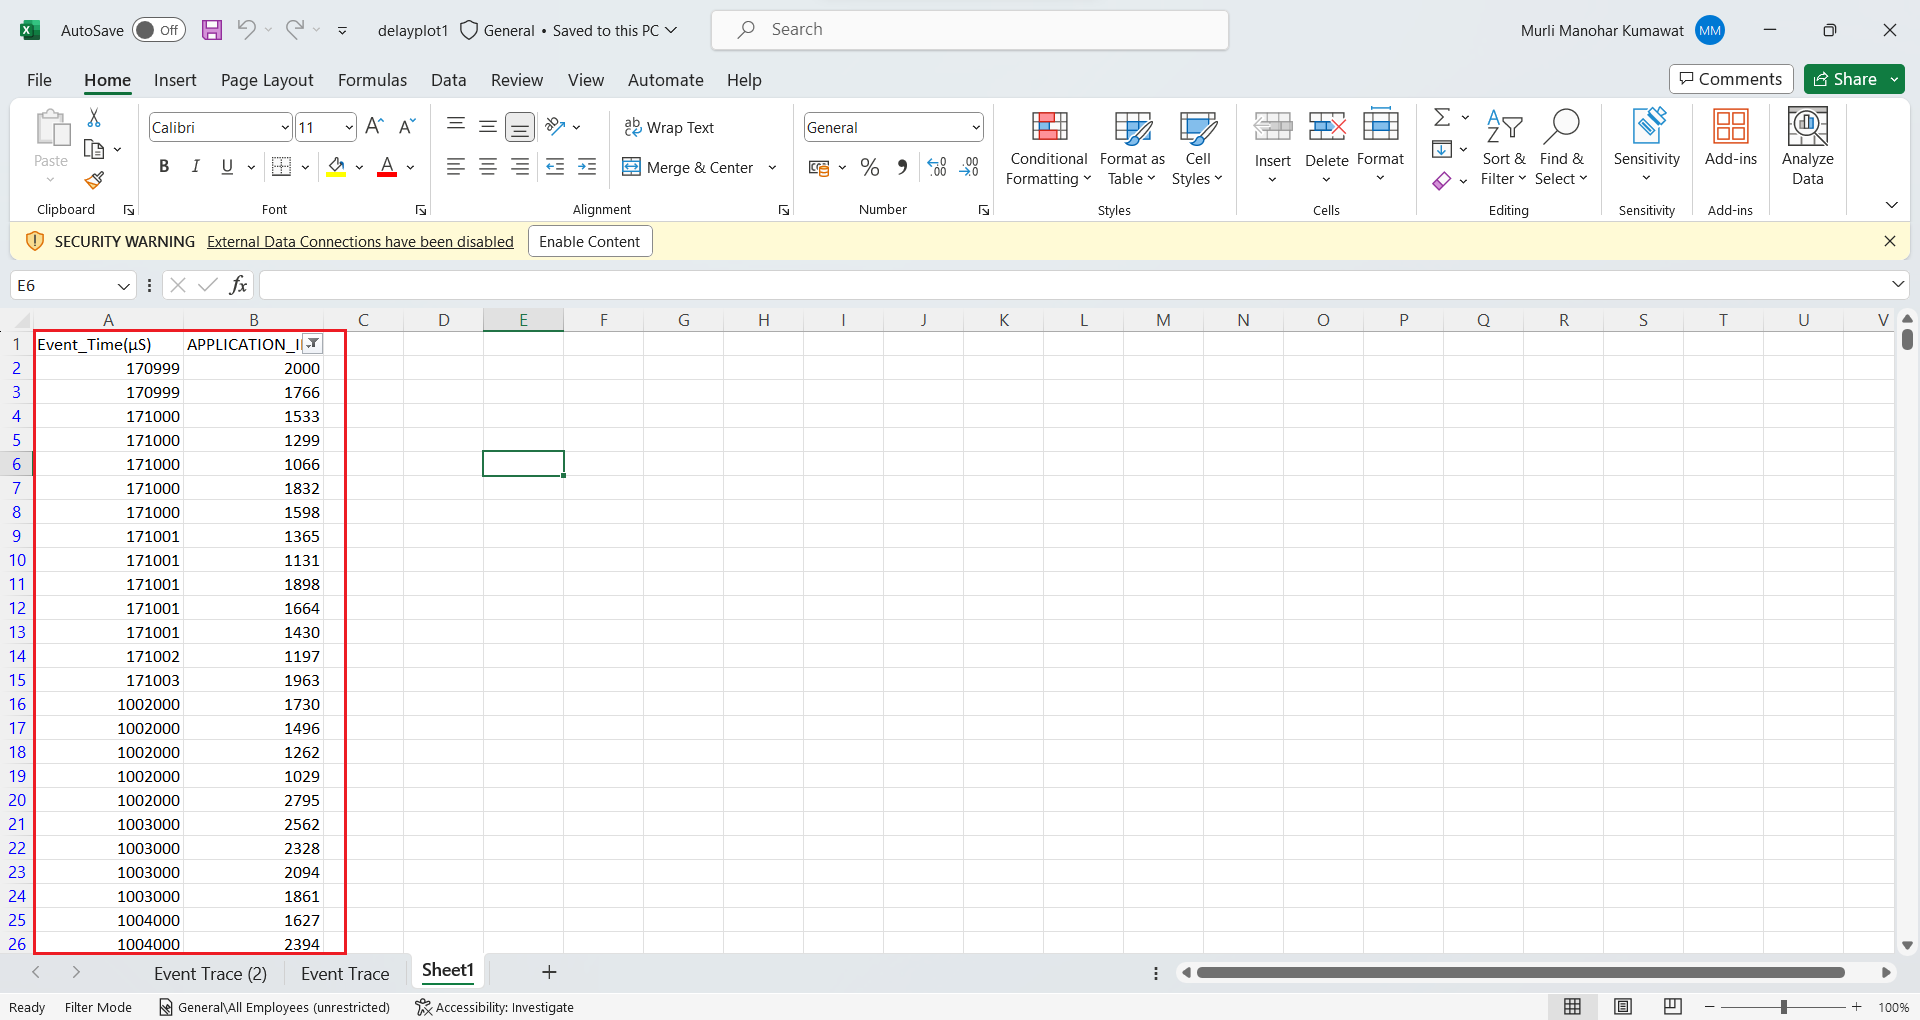 AutoSave Off delayplot1 General • Saved to this PC Search Murli Manohar Kumawat MM
File Home Insert Page Layout Formulas Data Review View Automate Help Comments Share
Paste Calibri 11 Wrap Text General Conditional Formatting Format as Table Cell Styles Insert Delete Format Sort & Filter Find & Select Sensitivity Add-ins Analyze Data
B I U A Merge & Center % 
Clipboard Font Alignment Number Styles Cells Editing Sensitivity Add-ins
SECURITY WARNING External Data Connections have been disabled Enable Content
E6 fx
A B C D E F G H I J K L M N O P Q R S T U V
1 Event_Time(µS) APPLICATION_I
2 170999 2000
3 170999 1766
4 171000 1533
5 171000 1299
6 171000 1066
7 171000 1832
8 171000 1598
9 171001 1365
10 171001 1131
11 171001 1898
12 171001 1664
13 171001 1430
14 171002 1197
15 171003 1963
16 1002000 1730
17 1002000 1496
18 1002000 1262
19 1002000 1029
20 1002000 2795
21 1003000 2562
22 1003000 2328
23 1003000 2094
24 1003000 1861
25 1004000 1627
26 1004000 2394
Event Trace (2) Event Trace Sheet1
Ready Filter Mode General\All Employees (unrestricted) Accessibility: Investigate 100%